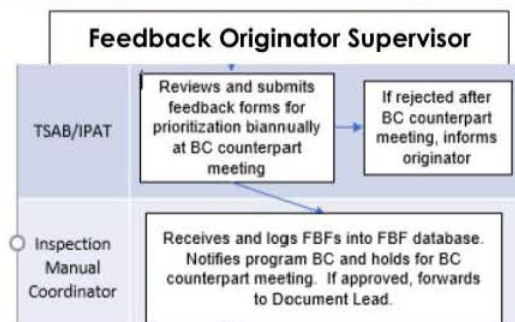 Feedback Originator Supervisor
TSAB/IPAT
Reviews and submits
feedback forms for
prioritization biannually
at BC counterpart
meeting
If rejected after
BC counterpart
meeting, informs
originator
Inspection
Manual
Coordinator
Receives and logs FBFs into FBF database.
Notifies program BC and holds for BC
counterpart meeting. If approved, forwards
to Document Lead.